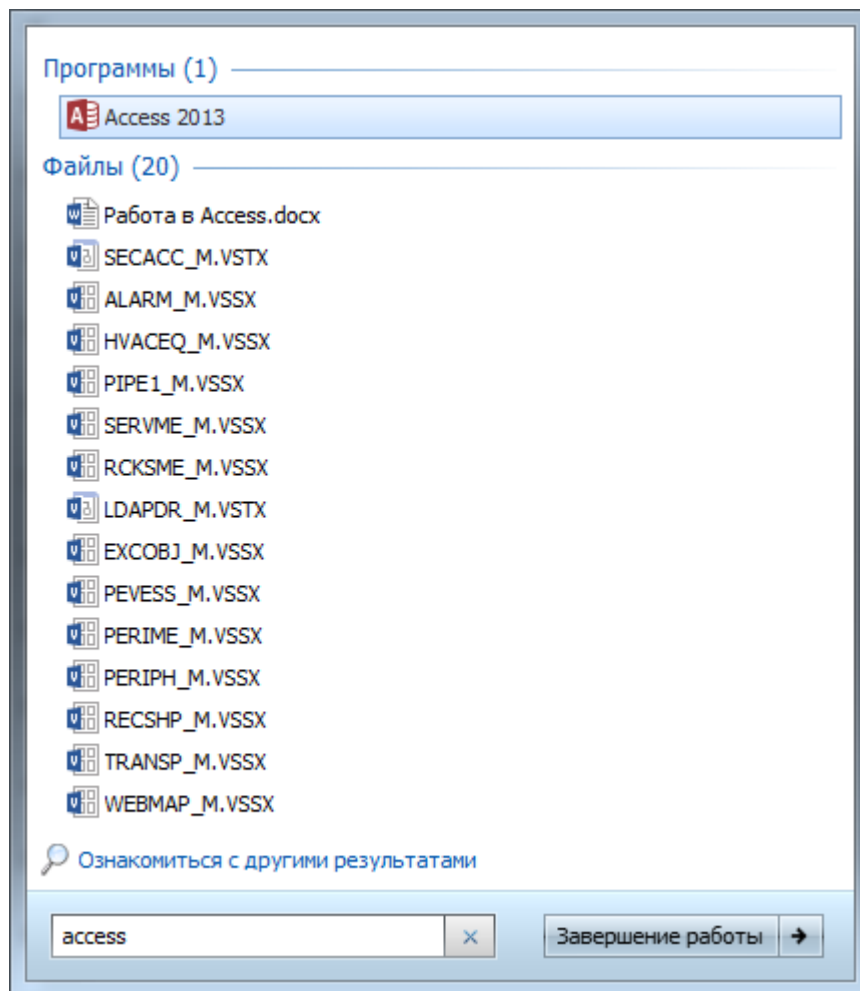 Программы (1)
Access 2013
Файлы (20)
Работа в Access.docx
SECACC_M.VSTX
ALARM_M.VSSX
HVACEQ_M.VSSX
PIPE1_M.VSSX
SERVME_M.VSSX
RCKSME_M.VSSX
LDAPDR_M.VSTX
EXCOBJ_M.VSSX
PEVESS_M.VSSX
PERIME_M.VSSX
PERIPH_M.VSSX
RECSHP_M.VSSX
TRANSP_M.VSSX
WEBMAP_M.VSSX
Ознакомиться с другими результатами
access
Завершение работы